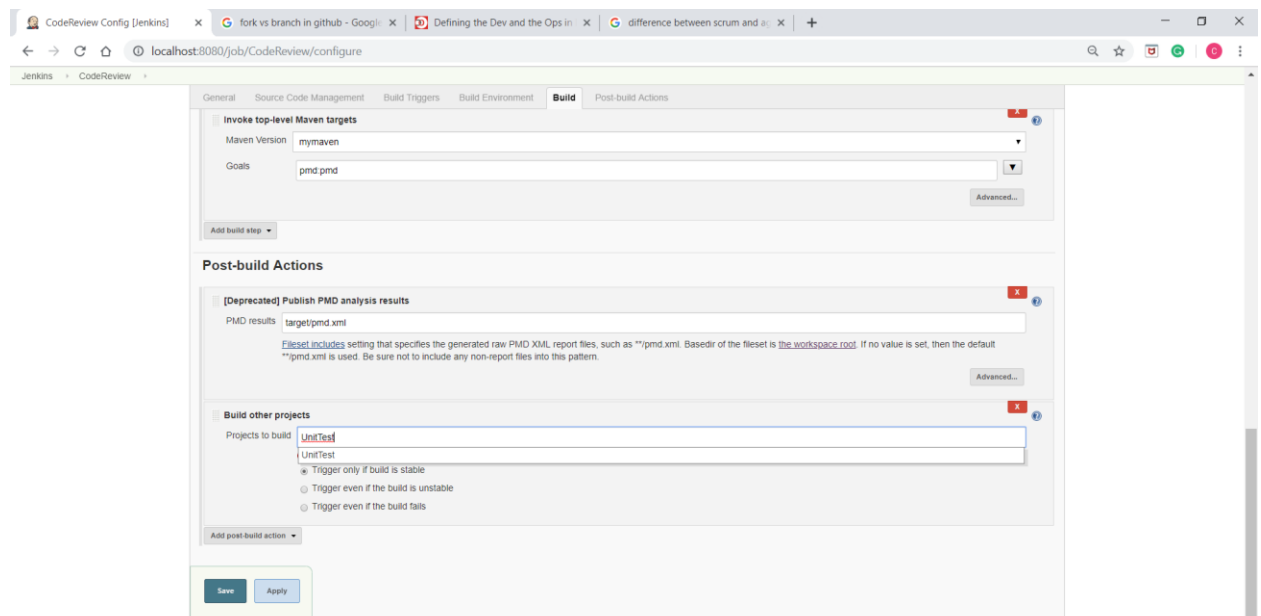 CodeReview Config [Jenkins]
fork vs branch in github - Google
Defining the Dev and the Ops in
difference between scrum and ag
localhost:8080/job/CodeReview/configure
Jenkins
CodeReview
General
Source Code Management
Build Triggers
Build Environment
Build
Post-build Actions
Invoke top-level Maven targets
X
Maven Version
mymaven
Goals
pmd:pmd
Advanced...
Add build step
Post-build Actions
[Deprecated] Publish PMD analysis results
X
PMD results
target/pmd.xml
Fileset includes setting that specifies the generated raw PMD XML report files, such as **/pmd.xml. Basedir of the fileset is the workspace root. If no value is set, then the default
**/pmd.xml is used. Be sure not to include any non-report files into this pattern.
Advanced...
Build other projects
X
Projects to build
UnitTest
UnitTest
Trigger only if build is stable
Trigger even if the build is unstable
Trigger even if the build fails
Add post-build action
Save
Apply